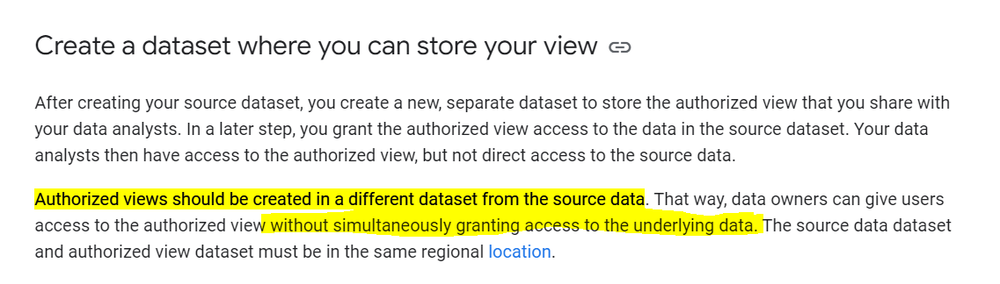 Create a dataset where you can store your view
After creating your source dataset, you create a new, separate dataset to store the authorized view that you share with
your data analysts. In a later step, you grant the authorized view access to the data in the source dataset. Your data
analysts then have access to the authorized view, but not direct access to the source data.
Authorized views should be created in a different dataset from the source data. That way, data owners can give users
access to the authorized view without simultaneously granting access to the underlying data. The source data dataset
and authorized view dataset must be in the same regional location.